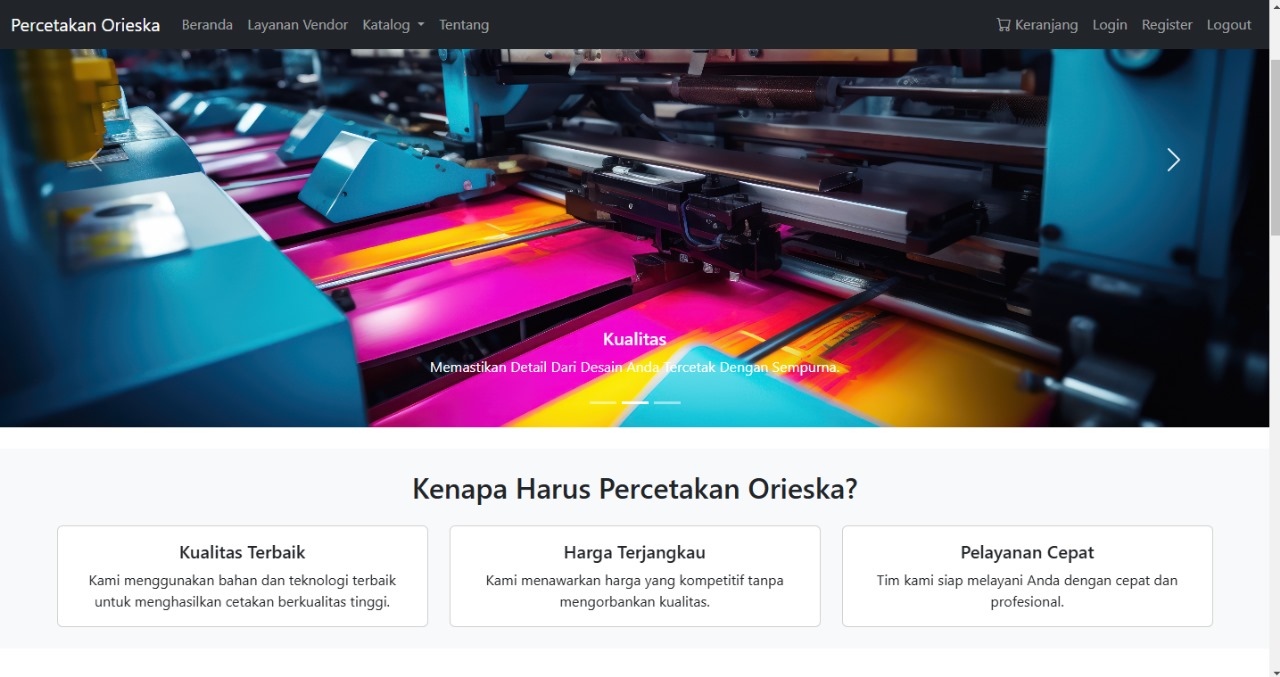 Percetakan Orieska Beranda Layanan Vendor Katalog Tentang Keranjang Login Register Logout
Kualitas
Memastikan Detail Dari Desain Anda Tercetak Dengan Sempurna.
Kenapa Harus Percetakan Orieska?
Kualitas Terbaik
Kami menggunakan bahan dan teknologi terbaik
untuk menghasilkan cetakan berkualitas tinggi.
Harga Terjangkau
Kami menawarkan harga yang kompetitif tanpa
mengorbankan kualitas.
Pelayanan Cepat
Tim kami siap melayani Anda dengan cepat dan
profesional.